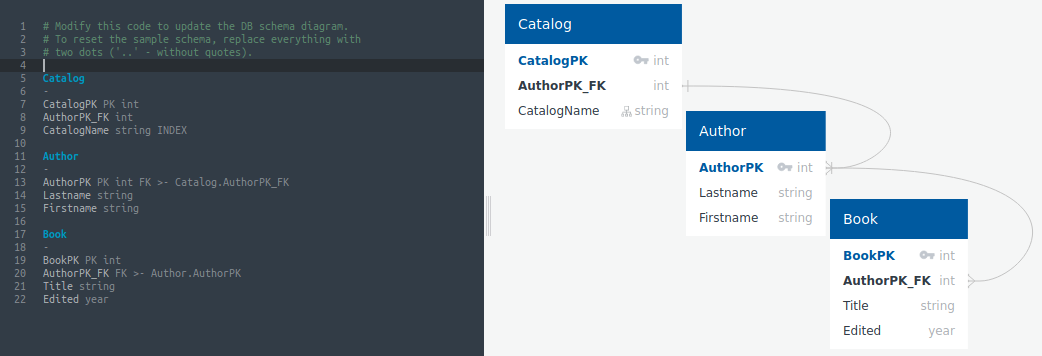 1 # Modify this code to update the DB schema diagram.
2 # To reset the sample schema, replace everything with
3 # two dots ('..' - without quotes).
4
5 Catalog
6 -
7 CatalogPK PK int
8 AuthorPK_FK int
9 CatalogName string INDEX
10
11 Author
12 -
13 AuthorPK PK int FK >- Catalog.AuthorPK_FK
14 Lastname string
15 Firstname string
16
17 Book
18 -
19 BookPK PK int
20 AuthorPK_FK FK >- Author.AuthorPK
21 Title string
22 Edited year
Catalog
CatalogPK int
AuthorPK_FK int
CatalogName string
Author
AuthorPK int
Lastname string
Firstname string
Book
BookPK int
AuthorPK_FK int
Title string
Edited year